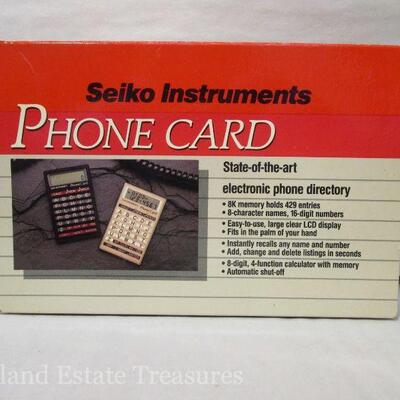 Seiko Instruments
PHONE CARD
State-of-the-art
electronic phone directory
• 8K memory holds 429 entries
• 8-character names, 16-digit numbers
• Easy-to-use, large clear LCD display
• Fits in the palm of your hand
• Instantly recalls any name and number
• Add, change and delete listings in seconds
• 8-digit, 4-function calculator with memory
• Automatic shut-off
land Estate Treasures